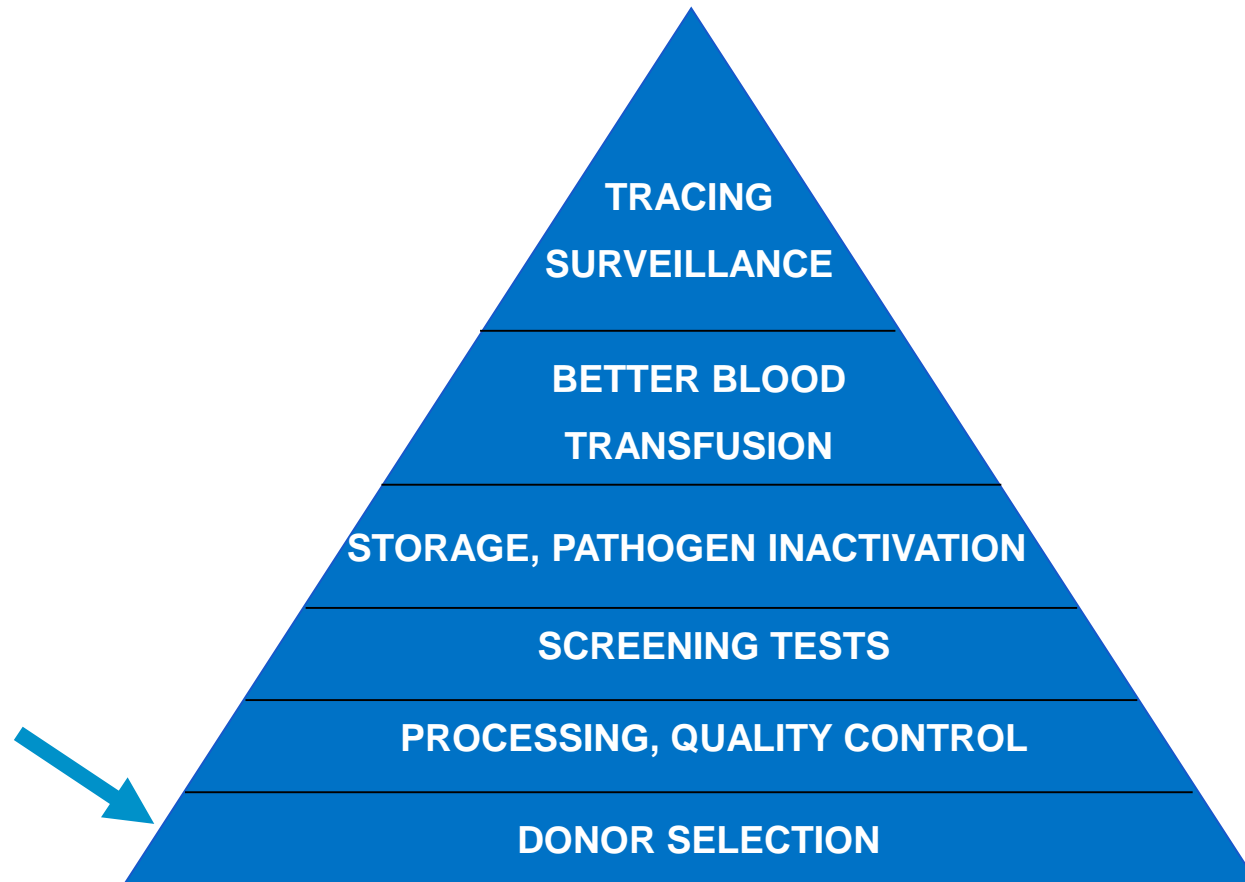 TRACING
SURVEILLANCE
BETTER BLOOD
TRANSFUSION
STORAGE, PATHOGEN INACTIVATION
SCREENING TESTS
PROCESSING, QUALITY CONTROL
DONOR SELECTION